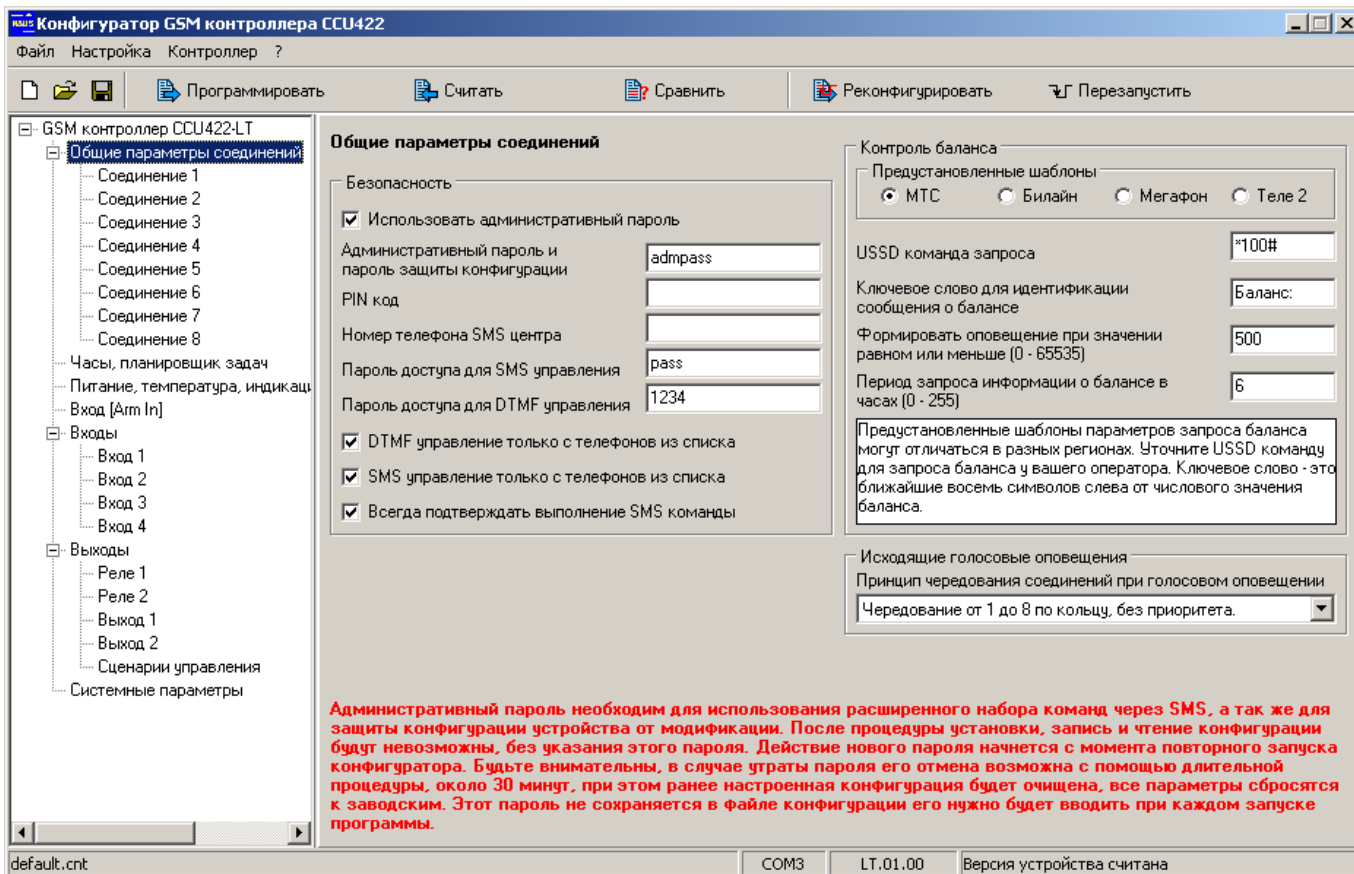 Конфигуратор GSM контроллера CCU422
Файл Настройка Контроллер ?
Программировать Считать Сравнить Реконфигурировать Перезапустить
GSM контроллер CCU422-LT
Общие параметры соединений
Соединение 1
Соединение 2
Соединение 3
Соединение 4
Соединение 5
Соединение 6
Соединение 7
Соединение 8
Часы, планировщик задач
Питание, температура, индикаци
Вход [Arm In]
Входы
Вход 1
Вход 2
Вход 3
Вход 4
Выходы
Реле 1
Реле 2
Выход 1
Выход 2
Сценарии управления
Системные параметры
Общие параметры соединений
Безопасность
Использовать административный пароль
Административный пароль и
пароль защиты конфигурации
admpass
PIN код
Номер телефона SMS центра
Пароль доступа для SMS управления
pass
Пароль доступа для DTMF управления
1234
DTMF управление только с телефонов из списка
SMS управление только с телефонов из списка
Всегда подтверждать выполнение SMS команды
Контроль баланса
Предустановленные шаблоны
МТС Билайн Мегафон Теле 2
USSD команда запроса
*100#
Ключевое слово для идентификации
сообщения о балансе
Баланс:
Формировать оповещение при значении
равном или меньше (0 - 65535)
500
Период запроса информации о балансе в
часах (0 - 255)
6
Предустановленные шаблоны параметров запроса баланса
могут отличаться в разных регионах. Уточните USSD команду
для запроса баланса у вашего оператора. Ключевое слово - это
ближайшие восемь символов слева от числового значения
баланса.
Исходящие голосовые оповещения
Принцип чередования соединений при голосовом оповещении
Чередование от 1 до 8 по кольцу, без приоритета.
Административный пароль необходим для использования расширенного набора команд через SMS, а так же для
защиты конфигурации устройства от модификации. После процедуры установки, запись и чтение конфигурации
будут невозможны, без указания этого пароля. Действие нового пароля начнется с момента повторного запуска
конфигуратора. Будьте внимательны, в случае утраты пароля его отмена возможна с помощью длительной
процедуры, около 30 минут, при этом ранее настроенная конфигурация будет очищена, все параметры сбросятся
к заводским. Этот пароль не сохраняется в файле конфигурации его нужно будет вводить при каждом запуске
программы.
default.cnt COM3 LT.01.00 Версия устройства считана